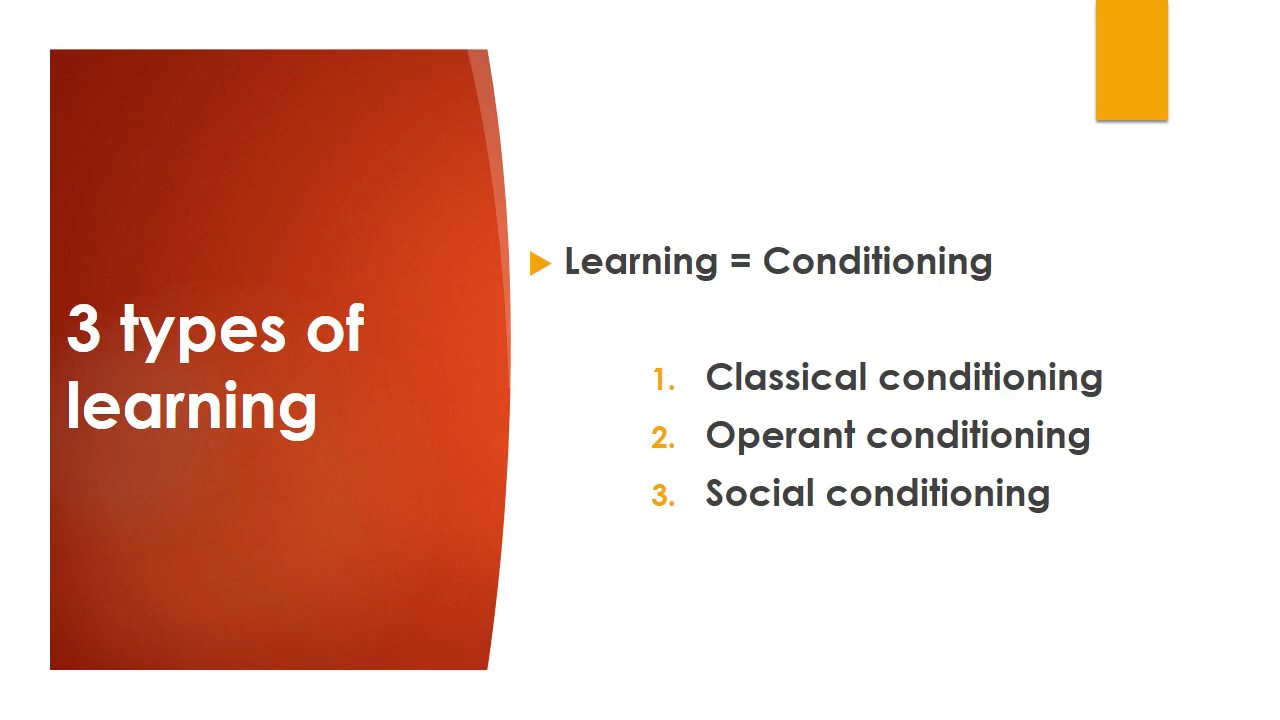 3 types of
learning
Learning = Conditioning
1. Classical conditioning
2. Operant conditioning
3. Social conditioning